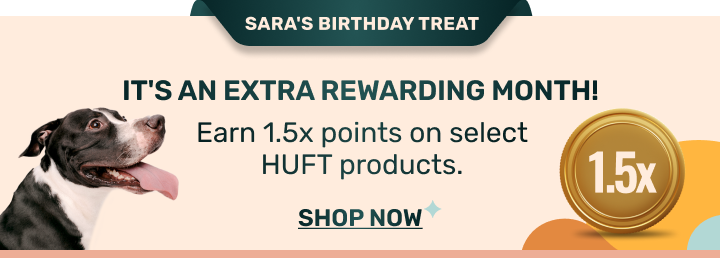 SARA'S BIRTHDAY TREAT
IT'S AN EXTRA REWARDING MONTH!
Earn 1.5x points on select
HUFT products.
1.5x
SHOP NOW